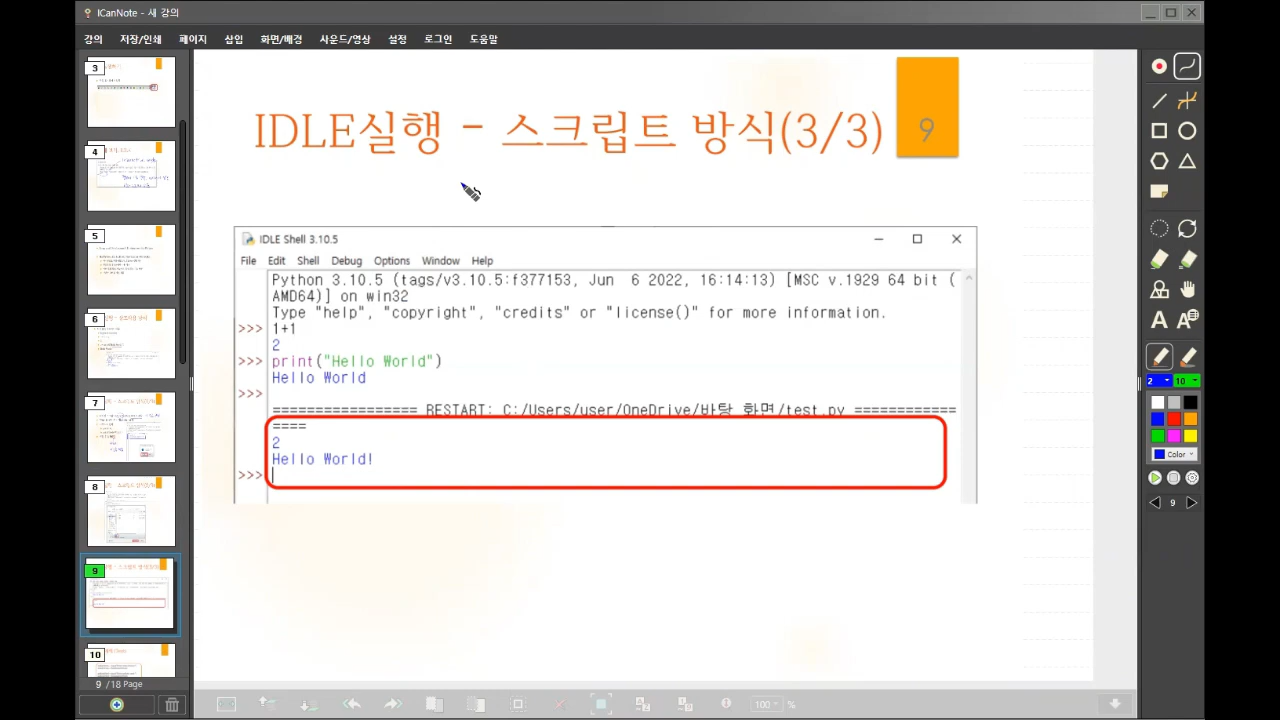 ICanNote - 새 강의
강의 저장/인쇄 페이지 삽입 화면/배경 사운드/영상 설정 로그인 도움말
3
4
5
6
7
8
9
10
9 /18 Page
IDLE실행 - 스크립트 방식(3/3)
9
IDLE Shell 3.10.5
File Edit Shell Debug Options Window Help
Python 3.10.5 (tags/v3.10.5:f377153, Jun  6 2022, 16:14:13) [MSC v.1929 64 bit (
AMD64)] on win32
Type "help", "copyright", "credits" or "license()" for more information.
>>> 1+1
2
>>> print("Hello World")
Hello World
>>>
================= RESTART: C:/Users/user/OneDrive/바탕 화면/test.py ============
====
2
Hello World!
>>>
2 10
Color
9
100 %